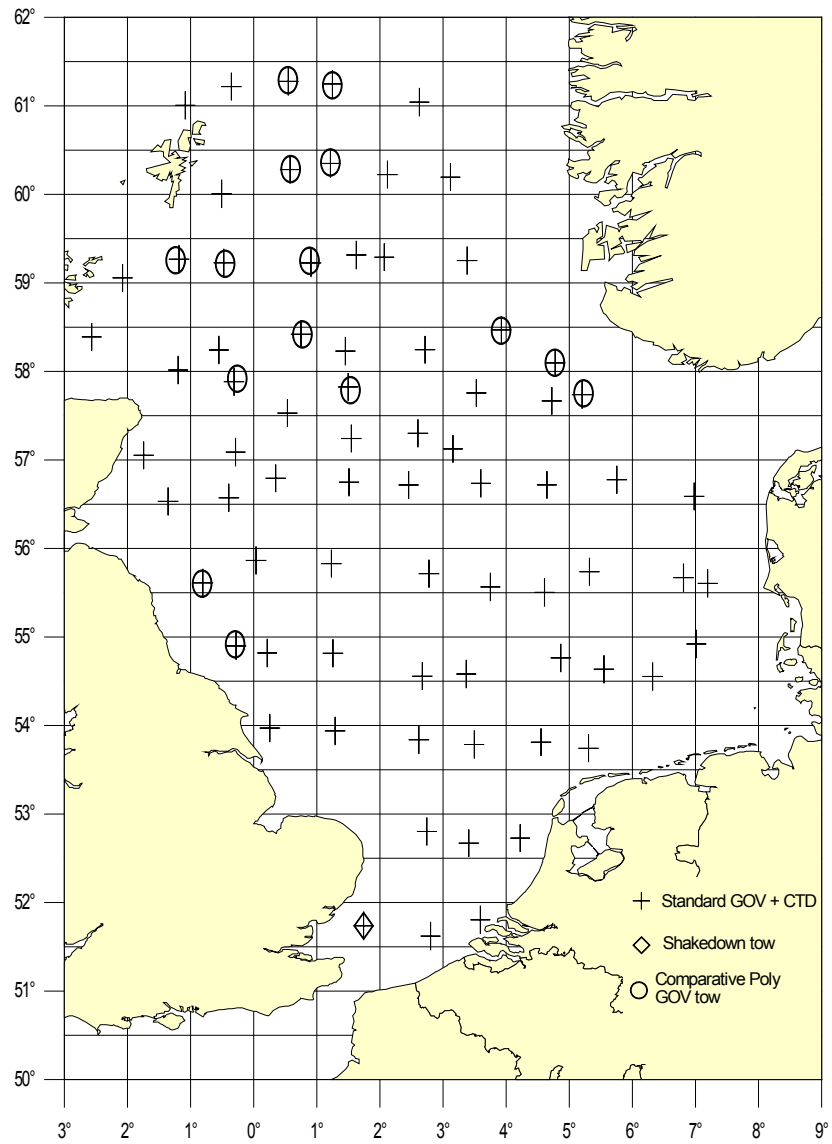 62°
61°
60°
59°
58°
57°
56°
55°
54°
53°
52°
51°
50°
Standard GOV + CTD
Shakedown tow
Comparative Poly
GOV tow
3° 2° 1° 0° 1° 2° 3° 4° 5° 6° 7° 8° 9°